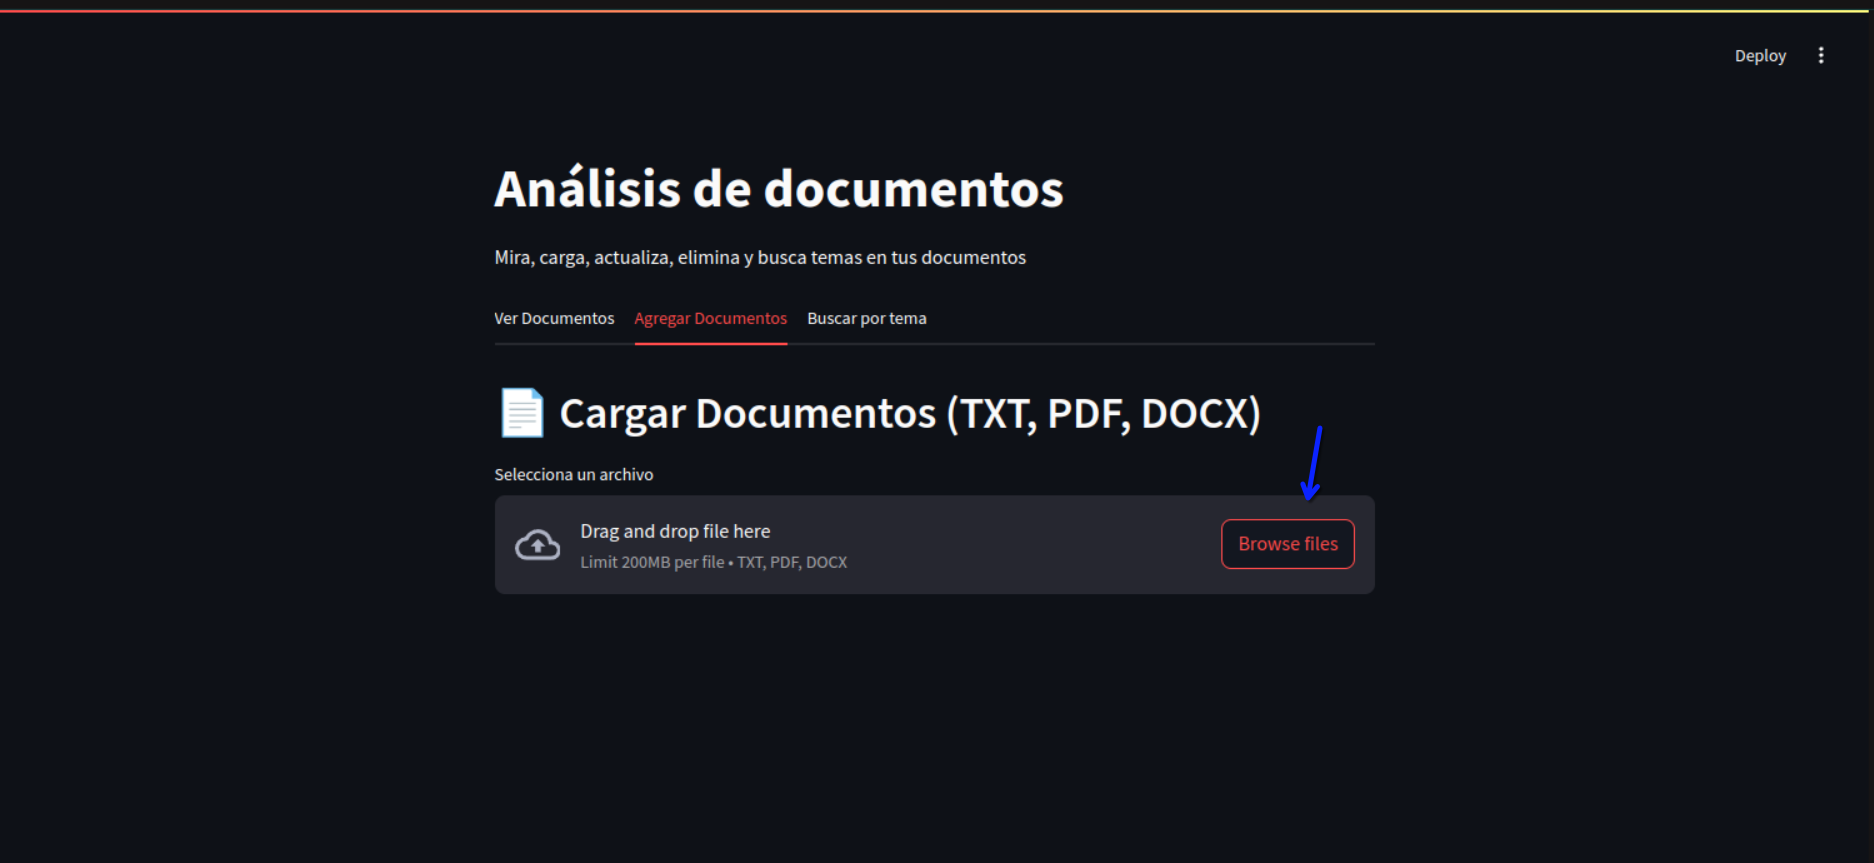 Deploy
Análisis de documentos
Mira, carga, actualiza, elimina y busca temas en tus documentos
Ver Documentos Agregar Documentos Buscar por tema
Cargar Documentos (TXT, PDF, DOCX)
Selecciona un archivo
Drag and drop file here
Limit 200MB per file • TXT, PDF, DOCX
Browse files